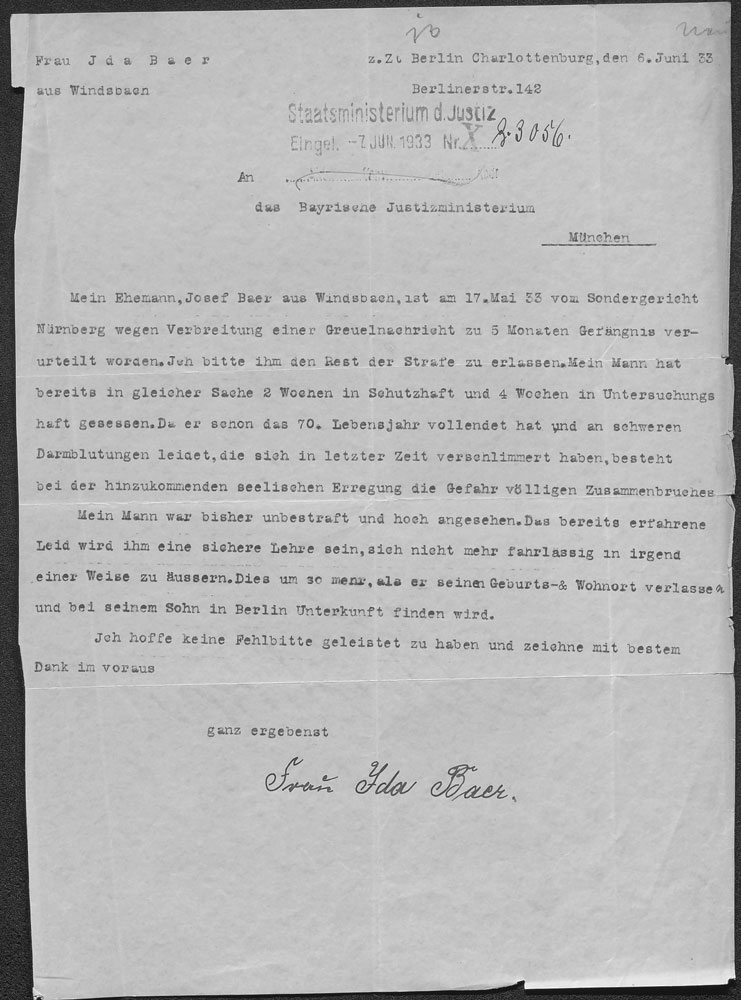 jb
Frau J d a B a e r
z.Zt Berlin Charlottenburg,den 6.Juni 33
aus Windsbach
Berlinerstr.142
Staatsministerium d. Justiz
Eingel. -7. JUN. 1933 Nr. X 23056.
An
das Bayrische Justizministerium
München
Mein Ehemann,Josef Baer aus Windsbach,ist am 17.Mai 33 vom Sondergericht
Nürnberg wegen Verbreitung einer Greuelnachricht zu 5 Monaten Gefängnis ver-
urteilt worden.Jch bitte ihm den Rest der Strafe zu erlassen.Mein Mann hat
bereits in gleicher Sache 2 Wochen in Schutzhaft und 4 Wochen in Untersuchungs
haft gesessen.Da er schon das 70. Lebensjahr vollendet hat und an schweren
Darmblutungen leidet,die sich in letzter Zeit verschlimmert haben,besteht
bei der hinzukommenden seelischen Erregung die Gefahr völligen Zusammenbruches
Mein Mann war bisher unbestraft und hoch angesehen.Das bereits erfahrene
Leid wird ihm eine sichere Lehre sein,sich nicht mehr fahrlässig in irgend
einer Weise zu äussern.Dies um so mehr,als er seinen Geburts-& Wohnort verlassen
und bei seinem Sohn in Berlin Unterkunft finden wird.
Jch hoffe keine Fehlbitte geleistet zu haben und zeichne mit bestem
Dank im voraus
ganz ergebenst
Frau Ida Baer.